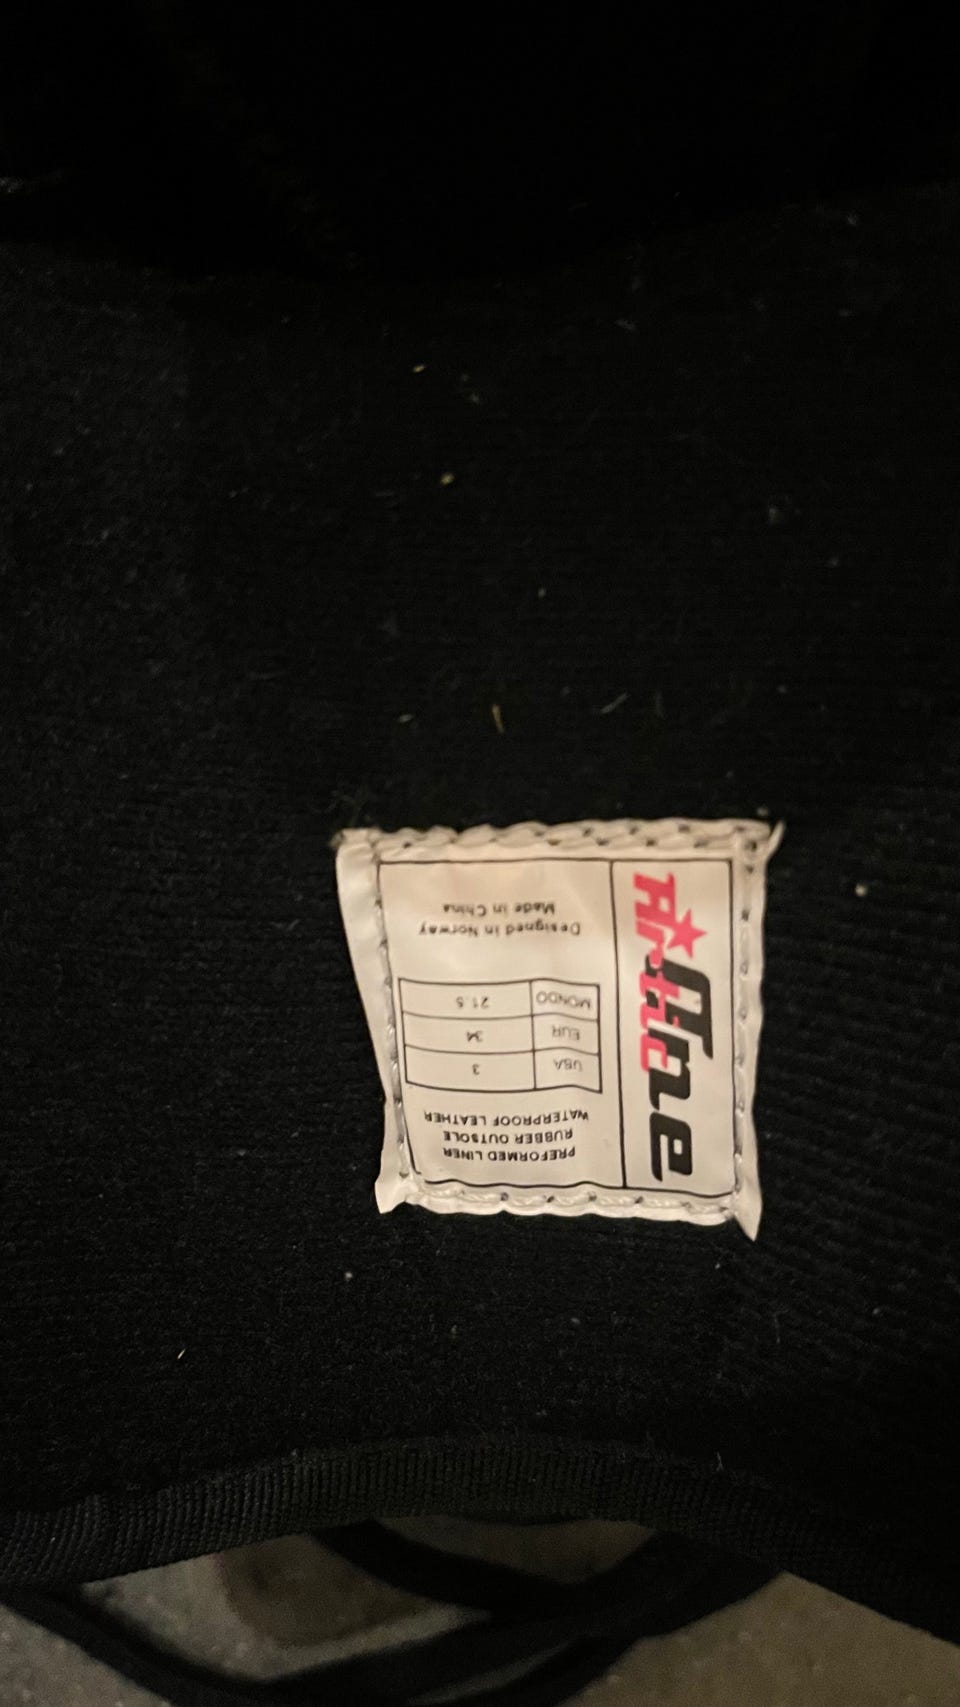 Arctic
One
PREFORMED LINER
RUBBER OUTSOLE
WATERPROOF LEATHER
USA 3
EUR 34
MONDO 21.5
Designed in Norway
Made in China